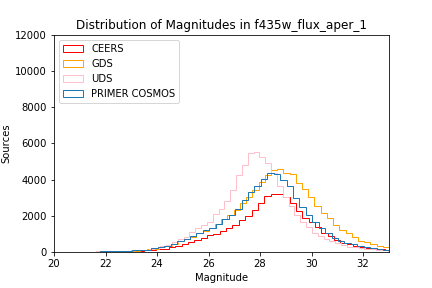 Distribution of Magnitudes in f435w_flux_aper_1
12000
10000
8000
6000
4000
2000
0
Sources
CEERS
GDS
UDS
PRIMER COSMOS
20 22 24 26 28 30 32
Magnitude